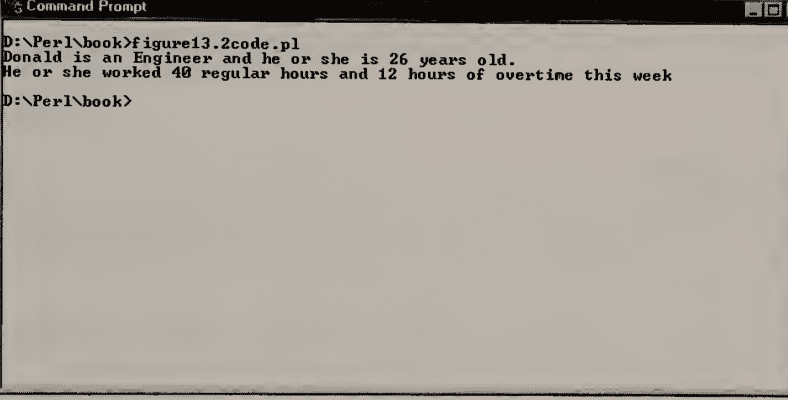 Command Prompt
D:\Perl\book>figure13.2code.pl
Donald is an Engineer and he or she is 26 years old.
He or she worked 40 regular hours and 12 hours of overtime this week
D:\Perl\book>